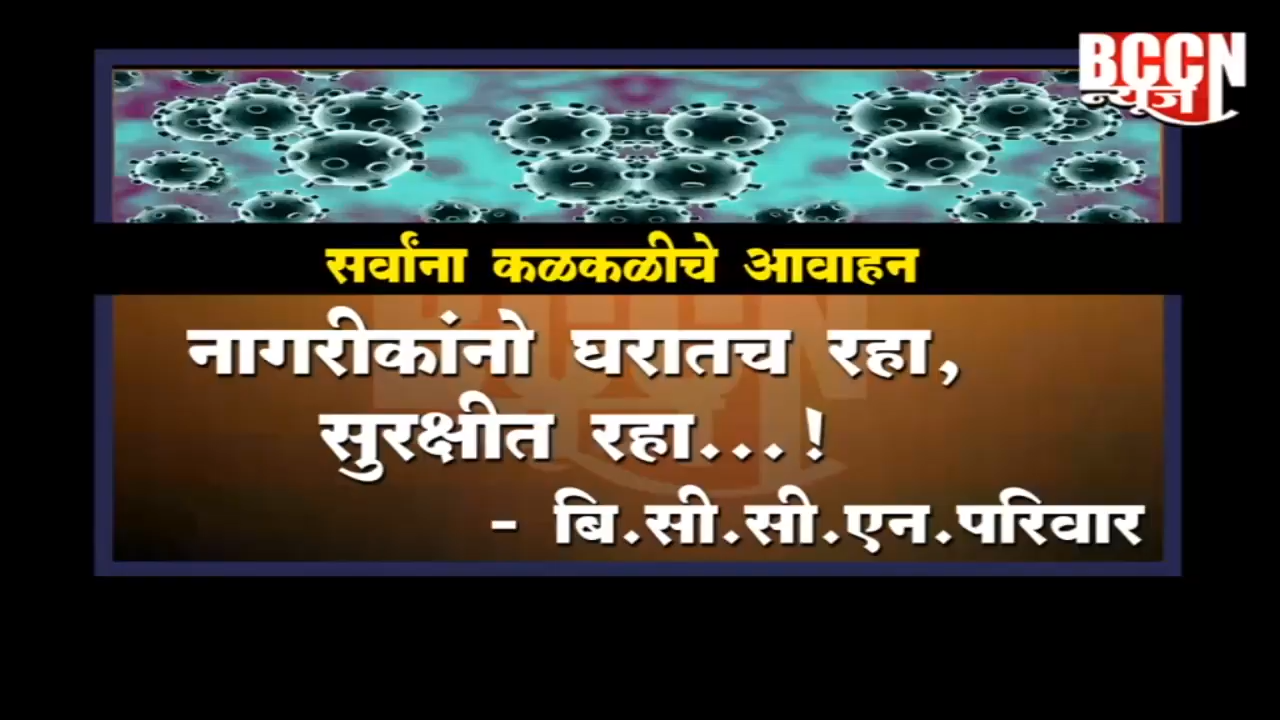 BCCN
न्यूज
सर्वांना कळकळीचे आवाहन
नागरीकांनो घरातच रहा,
सुरक्षीत रहा...!
- बि.सी.सी.एन.परिवार